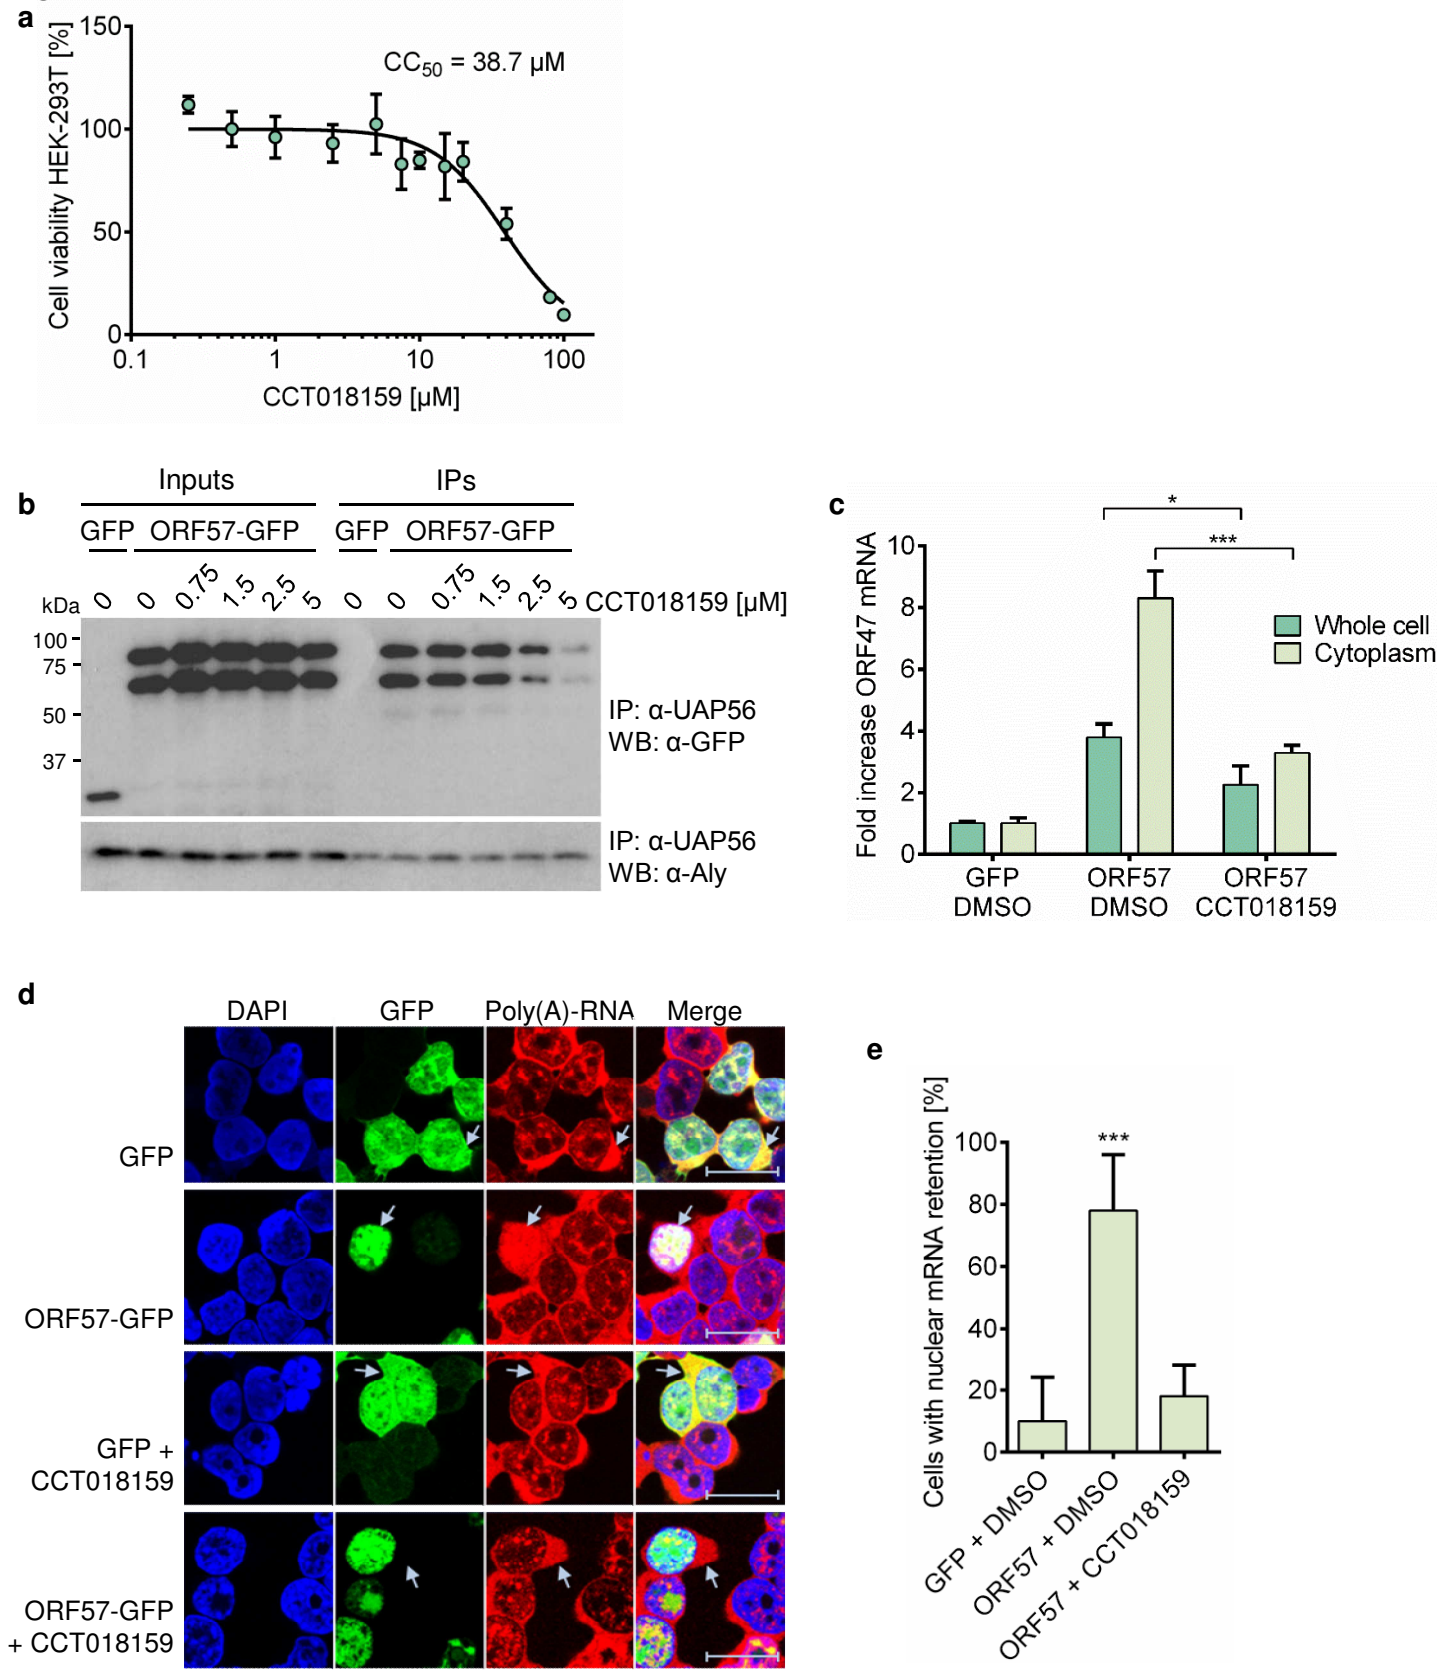 a
150
100
50
0
Cell viability HEK-293T [%]
CC50 = 38.7 µM
0.1 1 10 100
CCT018159 [µM]
b
Inputs IPs
GFP ORF57-GFP GFP ORF57-GFP
kDa 0 0 0.75 1.5 2.5 5 0 0 0.75 1.5 2.5 5 CCT018159 [µM]
100
75
50
37
IP: α-UAP56
WB: α-GFP
IP: α-UAP56
WB: α-Aly
c
* 
***
Fold increase ORF47 mRNA
10
8
6
4
2
0
Whole cell
Cytoplasm
GFP ORF57 ORF57
DMSO DMSO CCT018159
d
DAPI GFP Poly(A)-RNA Merge
GFP
ORF57-GFP
GFP +
CCT018159
ORF57-GFP
+ CCT018159
e
Cells with nuclear mRNA retention [%]
100
80
60
40
20
0
***
GFP + DMSO
ORF57 + DMSO
ORF57 + CCT018159